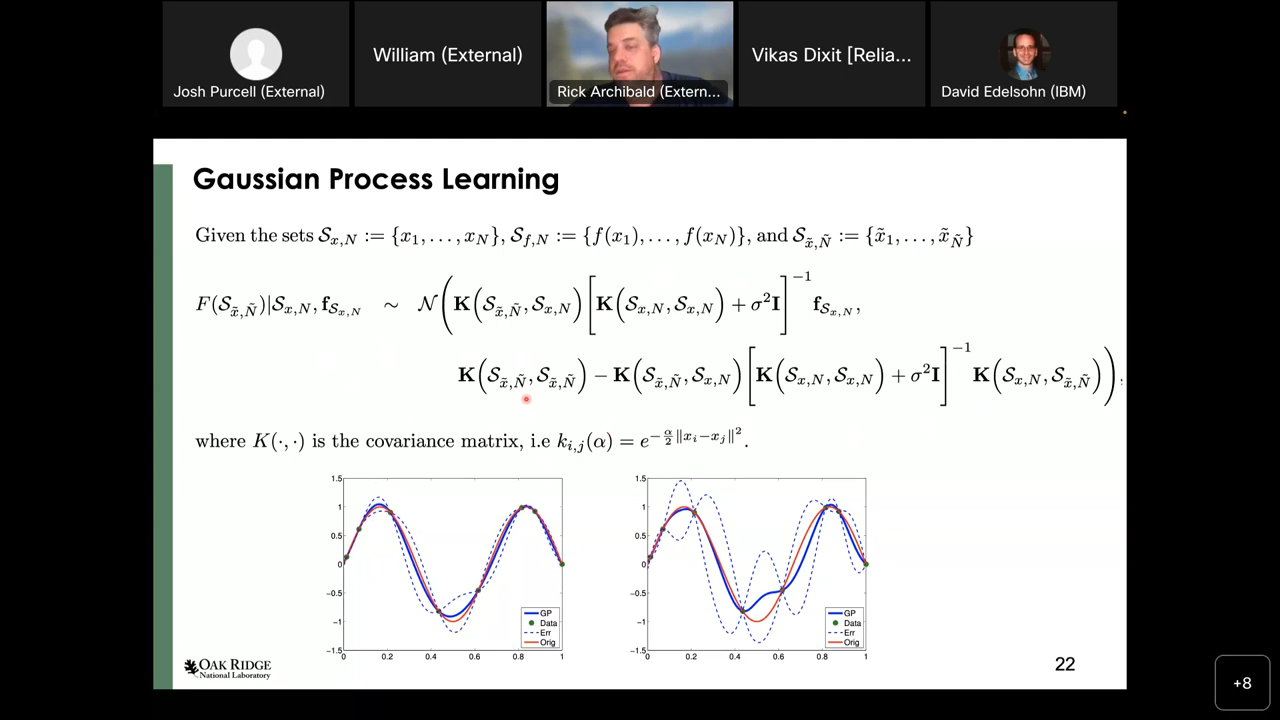 Josh Purcell (External)
William (External)
Rick Archibald (Extern...
Vikas Dixit [Relia...
David Edelsohn (IBM)
Gaussian Process Learning
Given the sets 𝒮_{x,N} := {x_1, . . . , x_N}, 𝒮_{f,N} := {f(x_1), . . . , f(x_N)}, and 𝒮_{x̃,Ñ} := {x̃_1, . . . , x̃_Ñ}
F(𝒮_{x̃,Ñ})|𝒮_{x,N}, f_{𝒮_{x,N}} ∼ 𝒩(K(𝒮_{x̃,Ñ}, 𝒮_{x,N})[K(𝒮_{x,N}, 𝒮_{x,N}) + σ²I]^{−1} f_{𝒮_{x,N}},
K(𝒮_{x̃,Ñ}, 𝒮_{x̃,Ñ}) − K(𝒮_{x̃,Ñ}, 𝒮_{x,N})[K(𝒮_{x,N}, 𝒮_{x,N}) + σ²I]^{−1} K(𝒮_{x,N}, 𝒮_{x̃,Ñ})),
where K(·, ·) is the covariance matrix, i.e k_{i,j}(α) = e^{−α/2 ‖x_i−x_j‖²}.
1.5
1
0.5
0
−0.5
−1
−1.5
0 0.2 0.4 0.6 0.8 1
GP
Data
Err
Orig
1.5
1
0.5
0
−0.5
−1
−1.5
0 0.2 0.4 0.6 0.8 1
GP
Data
Err
Orig
OAK RIDGE
National Laboratory
22
+8